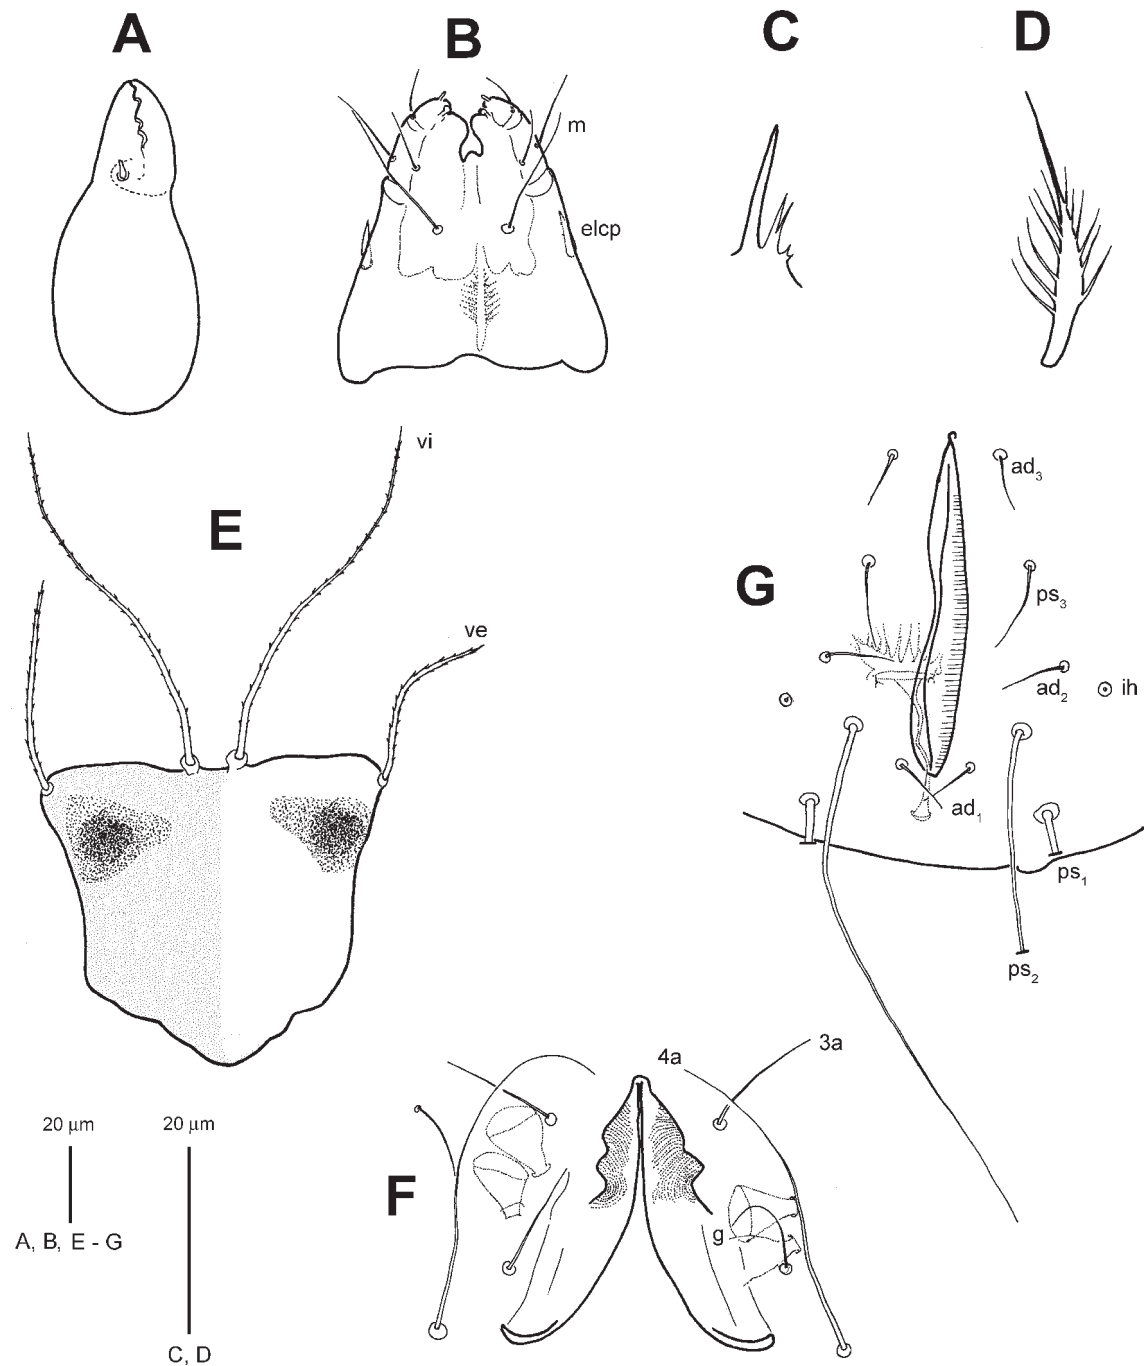 A
B
C
D
m
elcp
vi
E
ve
G
ad3
ps3
ad2
ih
ad1
ps1
ps2
F
4a
3a
g
20 μm
20 μm
A, B, E - G
C, D